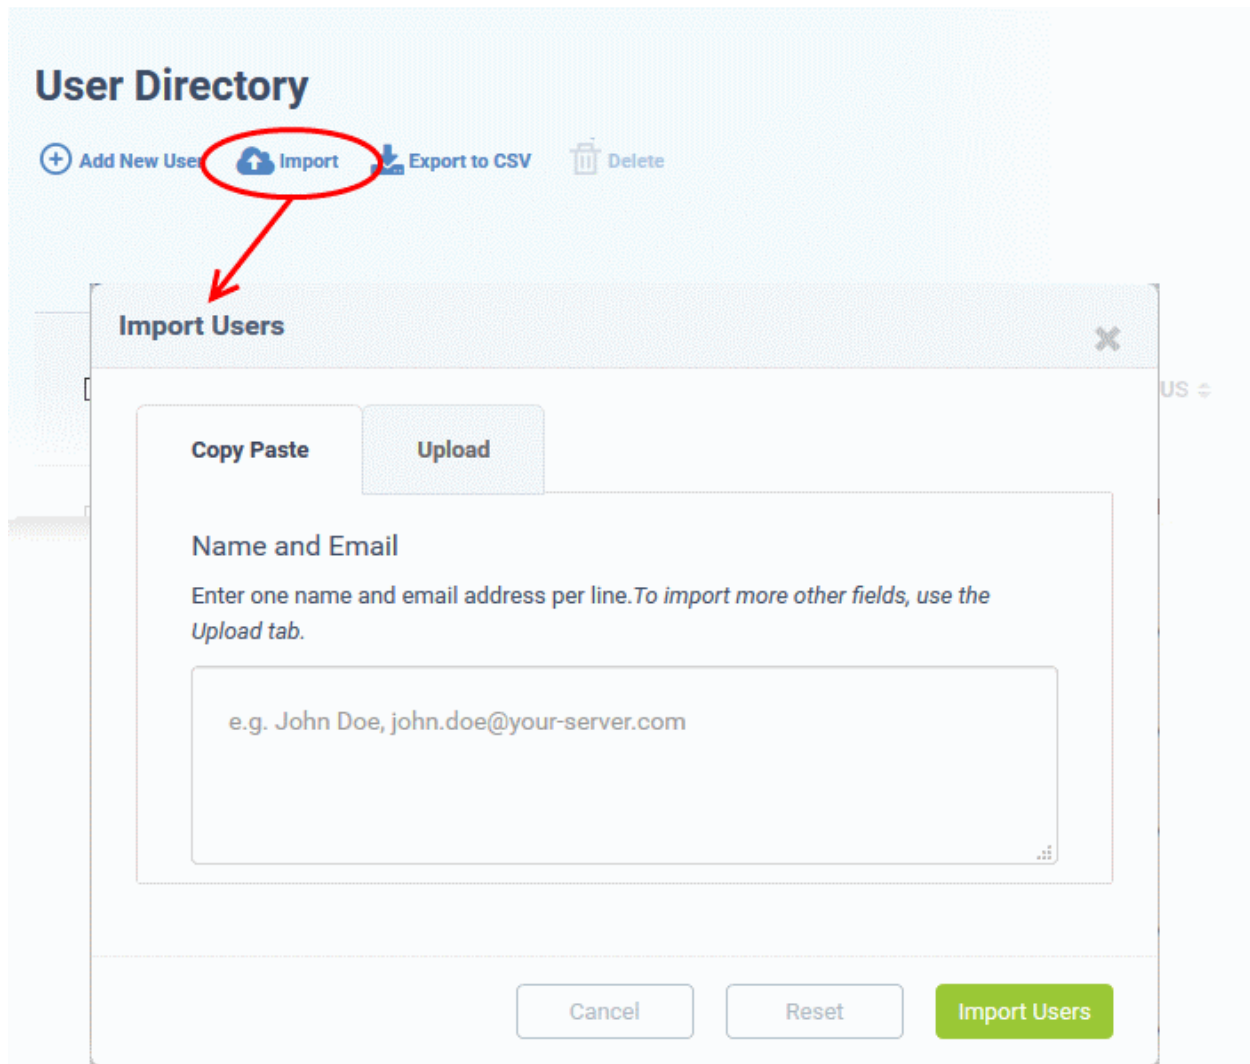 User Directory
Add New User Import Export to CSV Delete
Import Users
US
Copy Paste Upload
Name and Email
Enter one name and email address per line.To import more other fields, use the
Upload tab.
e.g. John Doe, john.doe@your-server.com
Cancel Reset Import Users